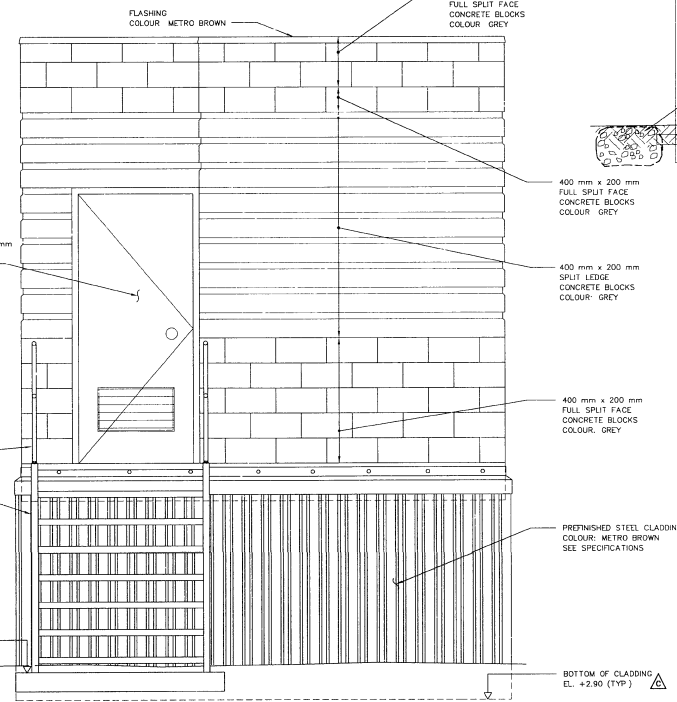 FULL SPLIT FACE
CONCRETE BLOCKS
COLOUR GREY
FLASHING
COLOUR METRO BROWN
400 mm x 200 mm
FULL SPLIT FACE
CONCRETE BLOCKS
COLOUR GREY
mm
400 mm x 200 mm
SPLIT LEDGE
CONCRETE BLOCKS
COLOUR· GREY
400 mm x 200 mm
FULL SPLIT FACE
CONCRETE BLOCKS
COLOUR. GREY
PREFINISHED STEEL CLADDIN
COLOUR: METRO BROWN
SEE SPECIFICATIONS
BOTTOM OF CLADDING
EL. +2.90 (TYP ) C